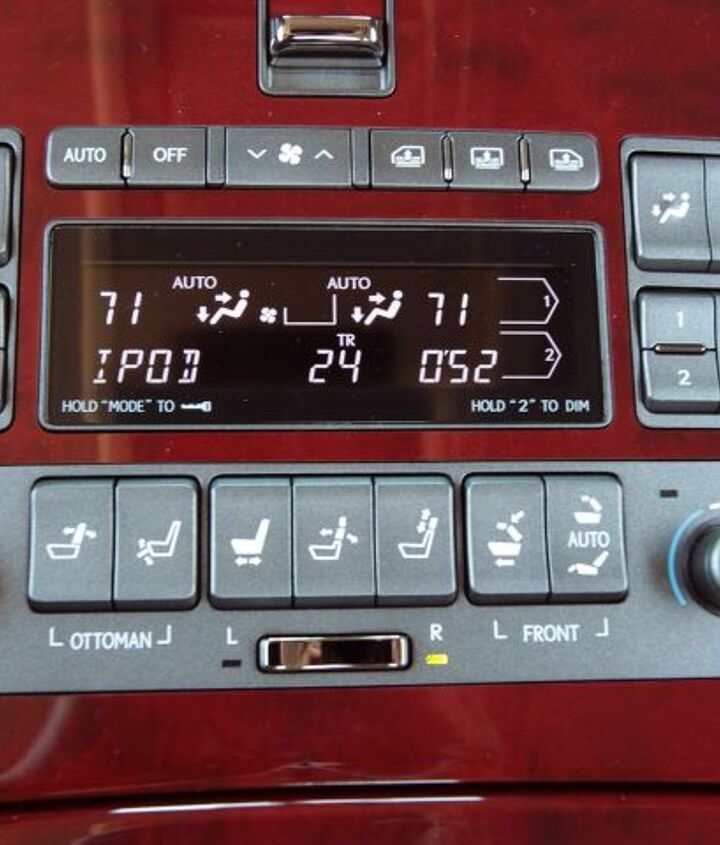 AUTO OFF
AUTO AUTO
71 71 1
TR
IPOD 24 0'52 2
HOLD "MODE" TO HOLD "2" TO DIM
1
2
AUTO
OTTOMAN L R FRONT